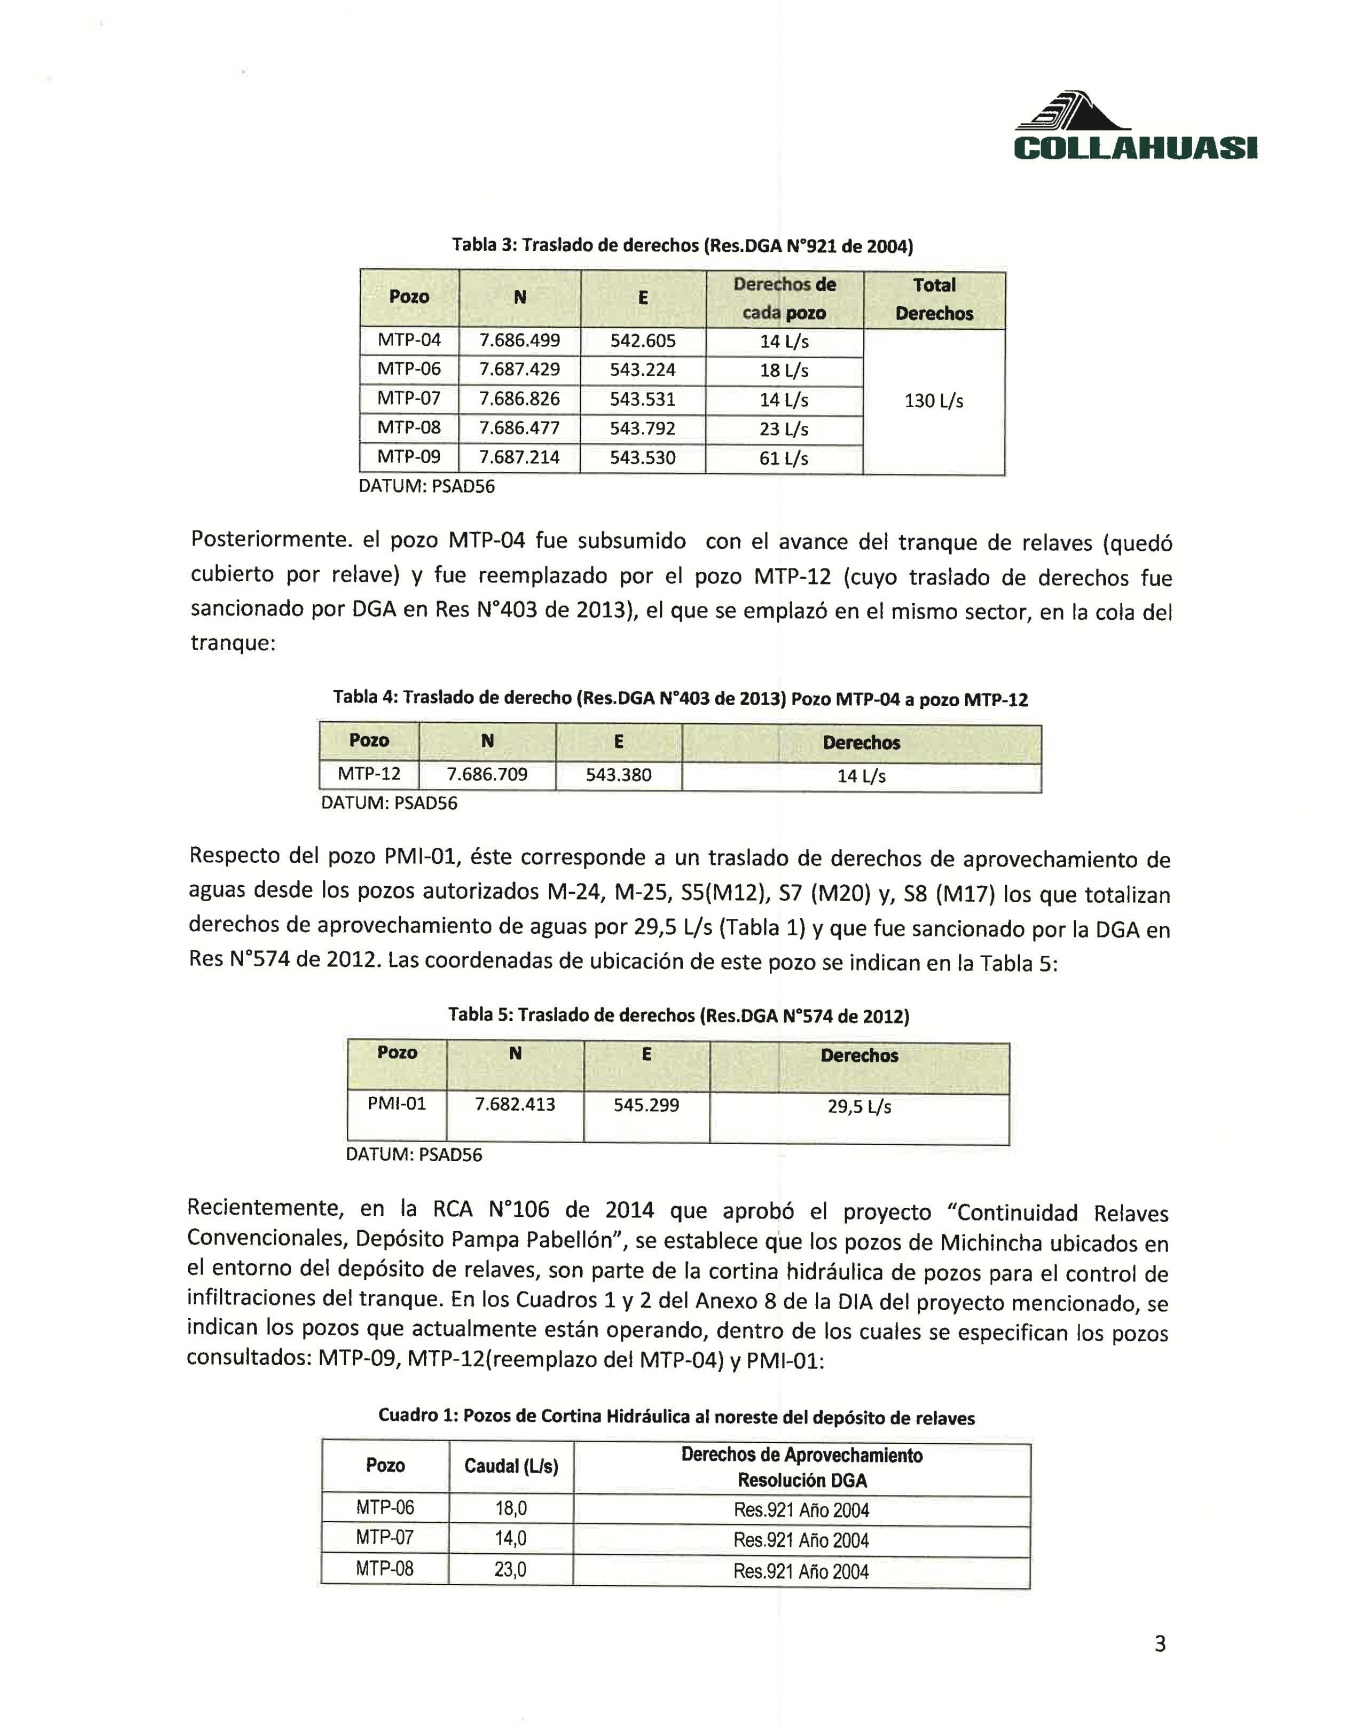 COLLAHUASI
Tabla 3: Traslado de derechos (Res.DGA N°921 de 2004)
Pozo N E Derechos de cada pozo Total Derechos
MTP-04 7.686.499 542.605 14 L/s
MTP-06 7.687.429 543.224 18 L/s
MTP-07 7.686.826 543.531 14 L/s 130 L/s
MTP-08 7.686.477 543.792 23 L/s
MTP-09 7.687.214 543.530 61 L/s
DATUM: PSAD56
Posteriormente. el pozo MTP-04 fue subsumido con el avance del tranque de relaves (quedó
cubierto por relave) y fue reemplazado por el pozo MTP-12 (cuyo traslado de derechos fue
sancionado por DGA en Res N°403 de 2013), el que se emplazó en el mismo sector, en la cola del
tranque:
Tabla 4: Traslado de derecho (Res.DGA N°403 de 2013) Pozo MTP-04 a pozo MTP-12
Pozo N E Derechos
MTP-12 7.686.709 543.380 14 L/s
DATUM: PSAD56
Respecto del pozo PMI-01, éste corresponde a un traslado de derechos de aprovechamiento de
aguas desde los pozos autorizados M-24, M-25, S5(M12), S7 (M20) y, S8 (M17) los que totalizan
derechos de aprovechamiento de aguas por 29,5 L/s (Tabla 1) y que fue sancionado por la DGA en
Res N°574 de 2012. Las coordenadas de ubicación de este pozo se indican en la Tabla 5:
Tabla 5: Traslado de derechos (Res.DGA N°574 de 2012)
Pozo N E Derechos
PMI-01 7.682.413 545.299 29,5 L/s
DATUM: PSAD56
Recientemente, en la RCA N°106 de 2014 que aprobó el proyecto "Continuidad Relaves
Convencionales, Depósito Pampa Pabellón", se establece que los pozos de Michincha ubicados en
el entorno del depósito de relaves, son parte de la cortina hidráulica de pozos para el control de
infiltraciones del tranque. En los Cuadros 1 y 2 del Anexo 8 de la DIA del proyecto mencionado, se
indican los pozos que actualmente están operando, dentro de los cuales se especifican los pozos
consultados: MTP-09, MTP-12(reemplazo del MTP-04) y PMI-01:
Cuadro 1: Pozos de Cortina Hidráulica al noreste del depósito de relaves
Pozo Caudal (L/s) Derechos de Aprovechamiento Resolución DGA
MTP-06 18,0 Res.921 Año 2004
MTP-07 14,0 Res.921 Año 2004
MTP-08 23,0 Res.921 Año 2004
3